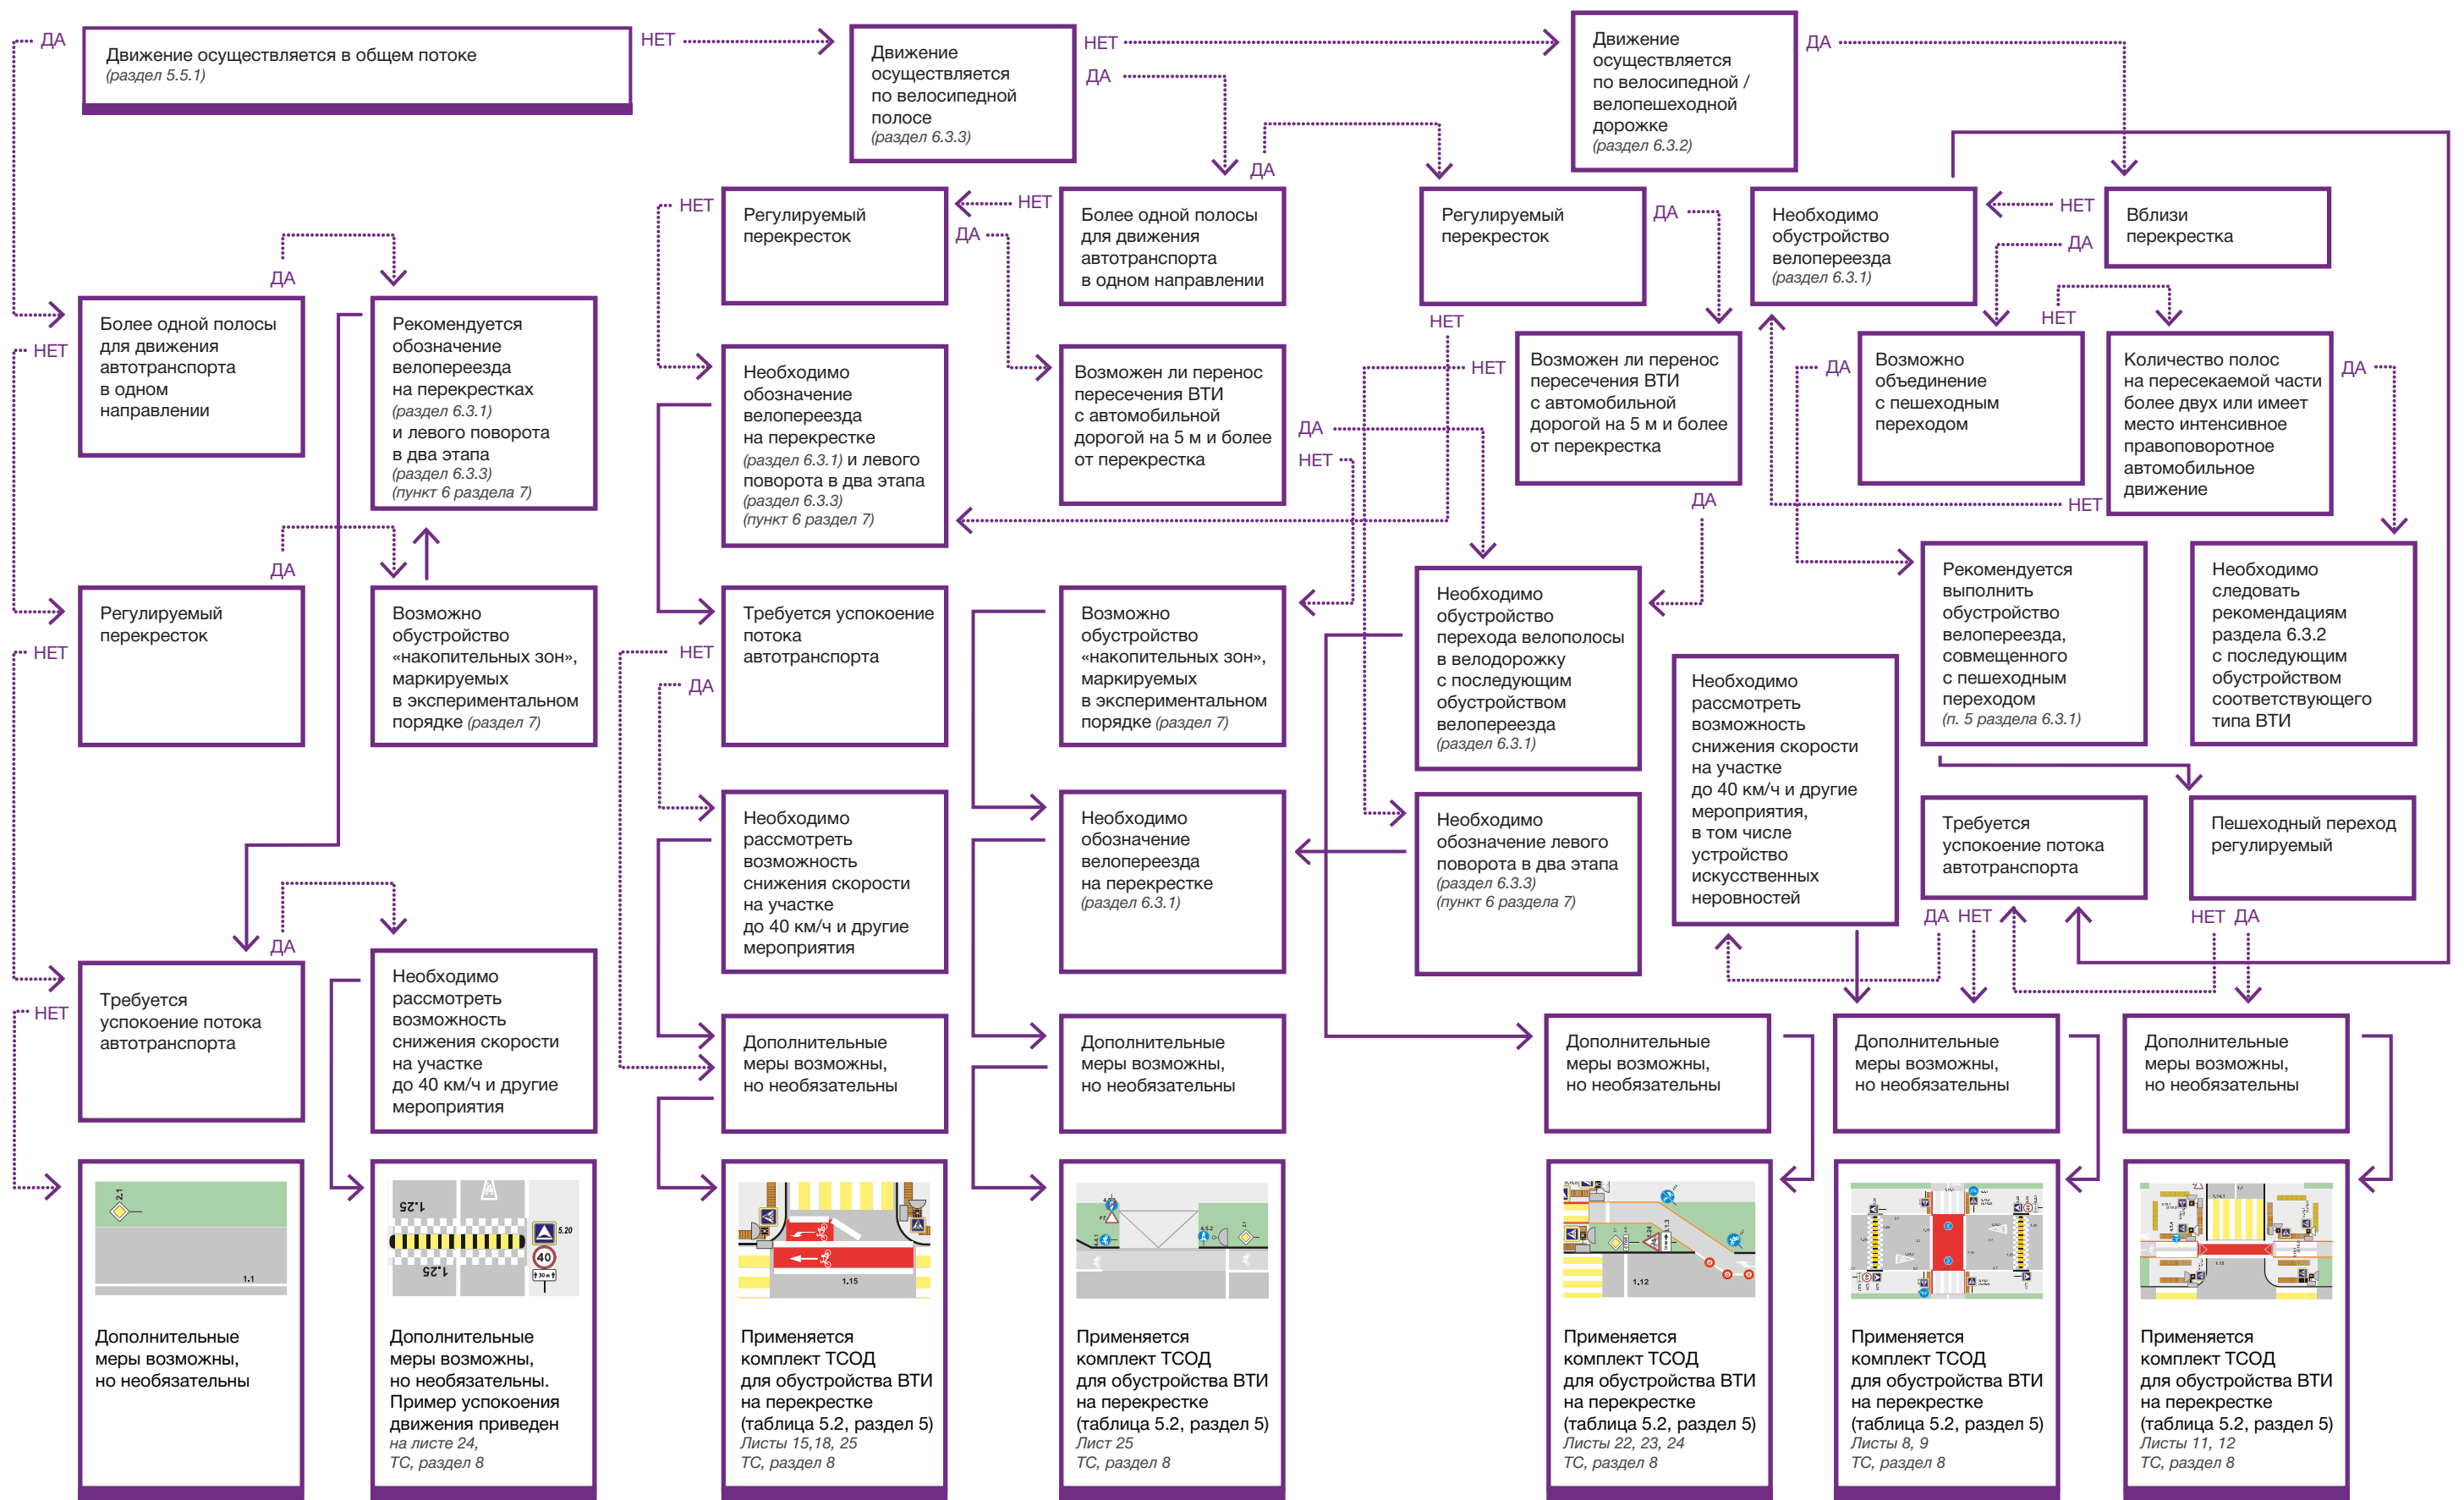 ДА
Движение осуществляется в общем потоке
(раздел 5.5.1)
НЕТ
Движение
осуществляется
по велосипедной
полосе
(раздел 6.3.3)
НЕТ
ДА
Движение
осуществляется
по велосипедной /
велопешеходной
дорожке
(раздел 6.3.2)
ДА
ДА
НЕТ
Регулируемый
перекресток
НЕТ
ДА
Более одной полосы
для движения
автотранспорта
в одном направлении
Регулируемый
перекресток
ДА
НЕТ
Необходимо
обустройство
велопереезда
(раздел 6.3.1)
НЕТ
ДА
Вблизи
перекрестка
НЕТ
ДА
Более одной полосы
для движения
автотранспорта
в одном
направлении
НЕТ
Рекомендуется
обозначение
велопереезда
на перекрестках
(раздел 6.3.1)
и левого поворота
в два этапа
(раздел 6.3.3)
(пункт 6 раздела 7)
Необходимо
обозначение
велопереезда
на перекрестке
(раздел 6.3.1) и левого
поворота в два этапа
(раздел 6.3.3)
(пункт 6 раздел 7)
Возможен ли перенос
пересечения ВТИ
с автомобильной
дорогой на 5 м и более
от перекрестка
ДА
НЕТ
НЕТ
Возможен ли перенос
пересечения ВТИ
с автомобильной
дорогой на 5 м и более
от перекрестка
ДА
ДА
Возможно
объединение
с пешеходным
переходом
Количество полос
на пересекаемой части
более двух или имеет
место интенсивное
правоповоротное
автомобильное
движение
ДА
НЕТ
ДА
Регулируемый
перекресток
НЕТ
Возможно
обустройство
«накопительных зон»,
маркируемых
в экспериментальном
порядке (раздел 7)
Требуется успокоение
потока
автотранспорта
НЕТ
ДА
Возможно
обустройство
«накопительных зон»,
маркируемых
в экспериментальном
порядке (раздел 7)
Необходимо
обустройство
перехода велополосы
в велодорожку
с последующим
обустройством
велопереезда
(раздел 6.3.1)
Необходимо
рассмотреть
возможность
снижения скорости
на участке
до 40 км/ч и другие
мероприятия,
в том числе
устройство
искусственных
неровностей
Рекомендуется
выполнить
обустройство
велопереезда,
совмещенного
с пешеходным
переходом
(п. 5 раздела 6.3.1)
Необходимо
следовать
рекомендациям
раздела 6.3.2
с последующим
обустройством
соответствующего
типа ВТИ
Необходимо
рассмотреть
возможность
снижения скорости
на участке
до 40 км/ч и другие
мероприятия
Необходимо
обозначение
велопереезда
на перекрестке
(раздел 6.3.1)
Необходимо
обозначение левого
поворота в два этапа
(раздел 6.3.3)
(пункт 6 раздела 7)
Требуется
успокоение потока
автотранспорта
Пешеходный переход
регулируемый
ДА
НЕТ
НЕТ
ДА
ДА
Требуется
успокоение потока
автотранспорта
НЕТ
Необходимо
рассмотреть
возможность
снижения скорости
на участке
до 40 км/ч и другие
мероприятия
Дополнительные
меры возможны,
но необязательны
Дополнительные
меры возможны,
но необязательны
Дополнительные
меры возможны,
но необязательны
Дополнительные
меры возможны,
но необязательны
Дополнительные
меры возможны,
но необязательны
2.1
1.1
Дополнительные
меры возможны,
но необязательны
1.25
1.25
5.20
40
30 м
Дополнительные
меры возможны,
но необязательны.
Пример успокоения
движения приведен
на листе 24,
ТС, раздел 8
1.15
Применяется
комплект ТСОД
для обустройства ВТИ
на перекрестке
(таблица 5.2, раздел 5)
Листы 15,18, 25
ТС, раздел 8
Применяется
комплект ТСОД
для обустройства ВТИ
на перекрестке
(таблица 5.2, раздел 5)
Лист 25
ТС, раздел 8
1.12
Применяется
комплект ТСОД
для обустройства ВТИ
на перекрестке
(таблица 5.2, раздел 5)
Листы 22, 23, 24
ТС, раздел 8
Применяется
комплект ТСОД
для обустройства ВТИ
на перекрестке
(таблица 5.2, раздел 5)
Листы 8, 9
ТС, раздел 8
Применяется
комплект ТСОД
для обустройства ВТИ
на перекрестке
(таблица 5.2, раздел 5)
Листы 11, 12
ТС, раздел 8